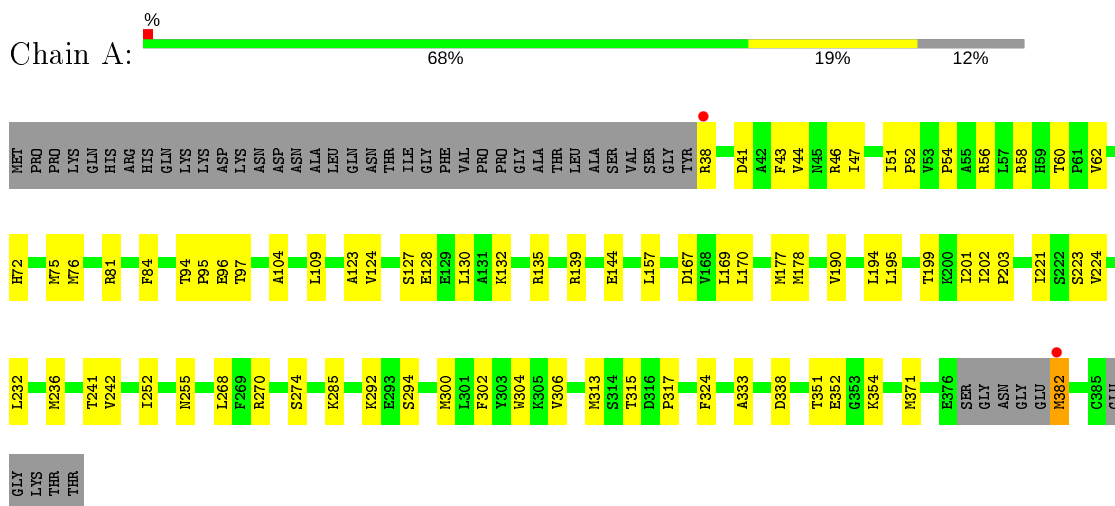 %
Chain A:
68% 19% 12%
MET PRO PRO LYS GLN HIS ARG HIS GLN LYS LYS ASP LYS ASN ASP ASN ALA LEU GLN ASN THR ILE GLY PHE VAL PRO PRO GLY ALA THR LEU ALA SER VAL SER GLY TYR R38 D41 A42 F43 V44 N45 R46 I47 I51 P52 V53 P54 A55 R56 L57 R58 H59 T60 P61 V62
H72 M75 M76 R81 F84 T94 P95 E96 T97 A104 L109 A123 V124 S127 E128 E129 L130 A131 K132 R135 R139 E144 L157 D167 V168 L169 L170 M177 M178 V190 L194 L195 T199 K200 I201 I202 P203 I221 S222 S223 V224
L232 M236 T241 V242 I252 N255 L268 F269 R270 S274 K285 K292 E293 S294 M300 L301 F302 Y303 W304 K305 V306 M313 S314 T315 D316 P317 F324 A333 D338 T351 E352 G353 K354 M371 E376 SER GLY ASN GLY GLU M382 C385 GLU
GLY LYS THR THR